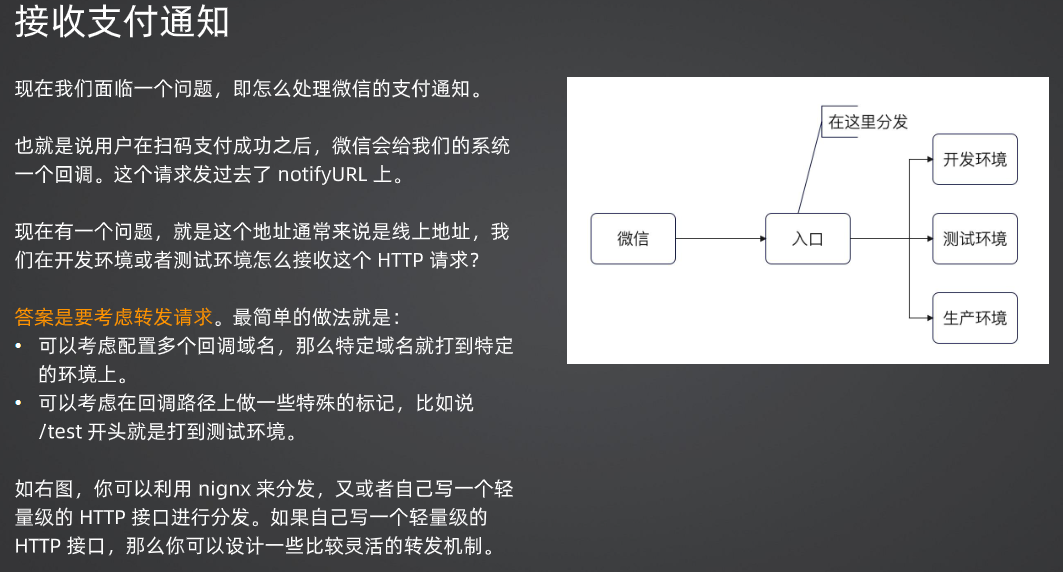 接收支付通知
现在我们面临一个问题，即怎么处理微信的支付通知。
也就是说用户在扫码支付成功之后，微信会给我们的系统
一个回调。这个请求发过去了 notifyURL 上。
现在有一个问题，就是这个地址通常来说是线上地址，我
们在开发环境或者测试环境怎么接收这个 HTTP 请求？
答案是要考虑转发请求。最简单的做法就是：
• 可以考虑配置多个回调域名，那么特定域名就打到特定
的环境上。
• 可以考虑在回调路径上做一些特殊的标记，比如说
/test 开头就是打到测试环境。
如右图，你可以利用 nignx 来分发，又或者自己写一个轻
量级的 HTTP 接口进行分发。如果自己写一个轻量级的
HTTP 接口，那么你可以设计一些比较灵活的转发机制。
在这里分发
开发环境
微信
入口
测试环境
生产环境